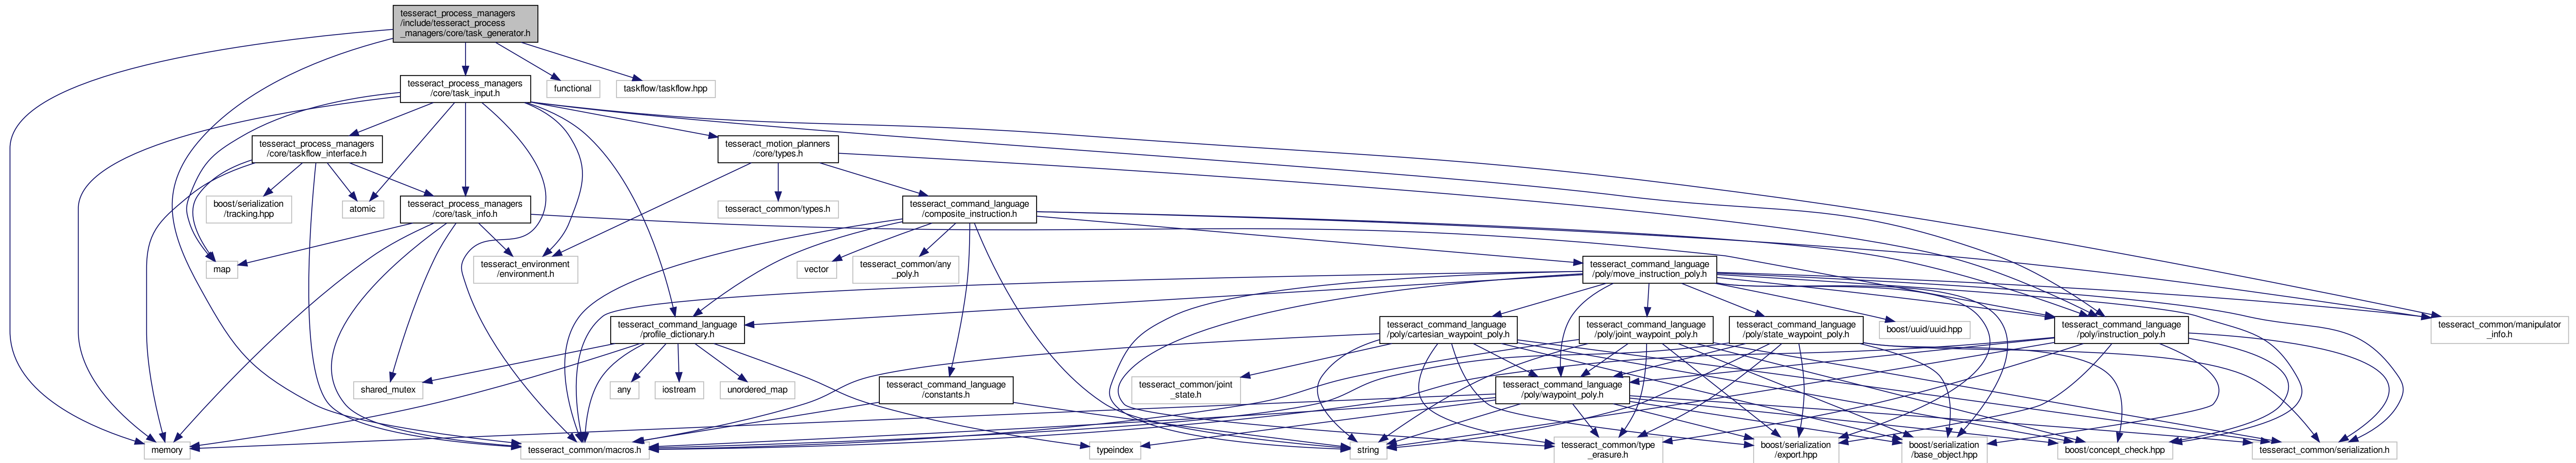 tesseract_process_managers
/include/tesseract_process
_managers/core/task_generator.h
tesseract_process_managers
/core/task_input.h
functional
taskflow/taskflow.hpp
tesseract_process_managers
/core/taskflow_interface.h
tesseract_motion_planners
/core/types.h
boost/serialization
/tracking.hpp
atomic
tesseract_process_managers
/core/task_info.h
tesseract_common/types.h
tesseract_command_language
/composite_instruction.h
map
tesseract_environment
/environment.h
vector
tesseract_common/any
_poly.h
tesseract_command_language
/poly/move_instruction_poly.h
tesseract_command_language
/profile_dictionary.h
tesseract_command_language
/poly/cartesian_waypoint_poly.h
tesseract_command_language
/poly/joint_waypoint_poly.h
tesseract_command_language
/poly/state_waypoint_poly.h
boost/uuid/uuid.hpp
tesseract_command_language
/poly/instruction_poly.h
tesseract_common/manipulator
_info.h
shared_mutex
any
iostream
unordered_map
tesseract_command_language
/constants.h
tesseract_common/joint
_state.h
tesseract_command_language
/poly/waypoint_poly.h
memory
tesseract_common/macros.h
typeindex
string
tesseract_common/type
_erasure.h
boost/serialization
/export.hpp
boost/serialization
/base_object.hpp
boost/concept_check.hpp
tesseract_common/serialization.h